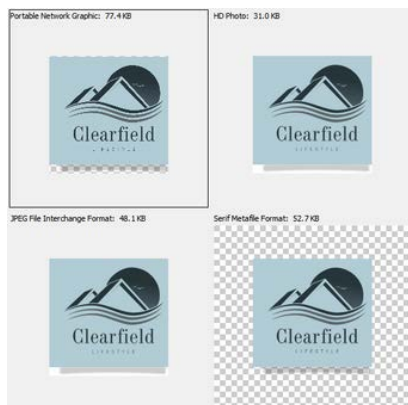 Portable Network Graphic: 77.4 KB
HD Photo: 31.0 KB
Clearfield
Clearfield
LIFESTYLE
JPEG File Interchange Format: 48.1 KB
Serif Metafile Format: 52.7 KB
Clearfield
LIFESTYLE
Clearfield
LIFESTYLE